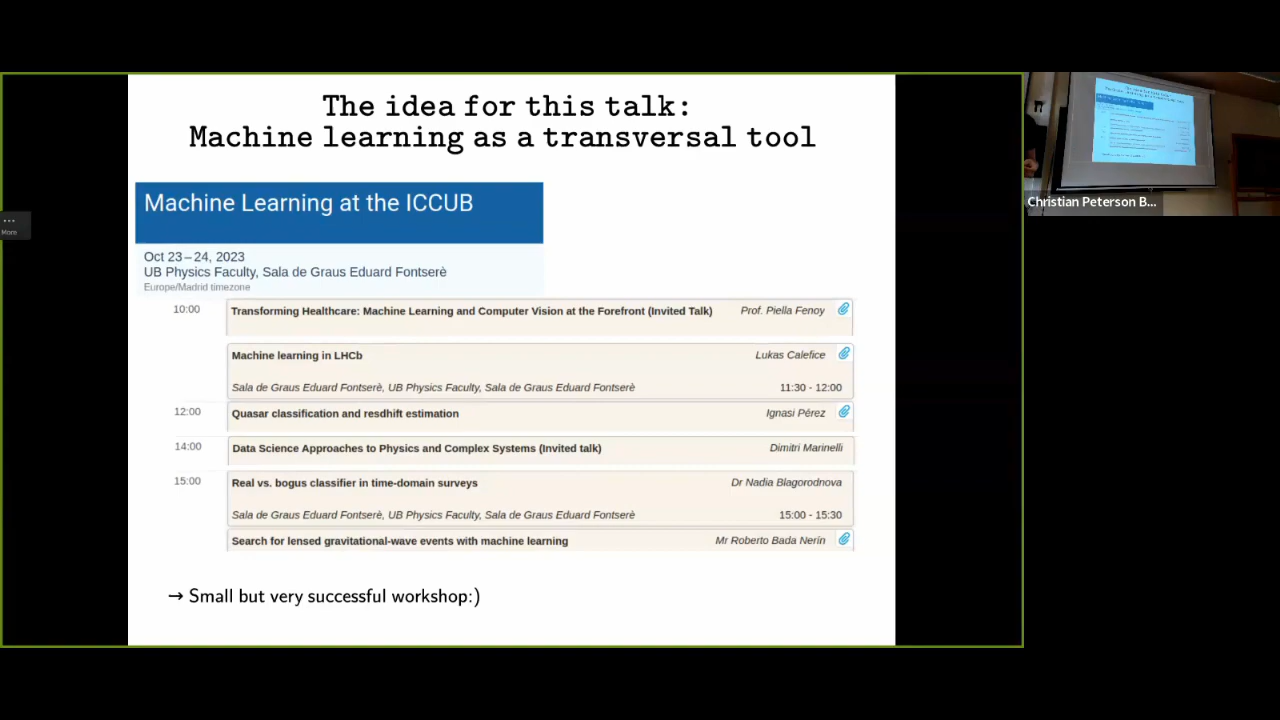 The idea for this talk:
Machine learning as a transversal tool
Machine Learning at the ICCUB
Oct 23 – 24, 2023
UB Physics Faculty, Sala de Graus Eduard Fontserè
Europe/Madrid timezone
10:00 Transforming Healthcare: Machine Learning and Computer Vision at the Forefront (Invited Talk) Prof. Piella Fenoy
Machine learning in LHCb Lukas Calefice
Sala de Graus Eduard Fontserè, UB Physics Faculty, Sala de Graus Eduard Fontserè 11:30 - 12:00
12:00 Quasar classification and resdhift estimation Ignasi Pérez
14:00 Data Science Approaches to Physics and Complex Systems (Invited talk) Dimitri Marinelli
15:00 Real vs. bogus classifier in time-domain surveys Dr Nadia Blagorodnova
Sala de Graus Eduard Fontserè, UB Physics Faculty, Sala de Graus Eduard Fontserè 15:00 - 15:30
Search for lensed gravitational-wave events with machine learning Mr Roberto Bada Nerin
→ Small but very successful workshop:)
More
Christian Peterson B...